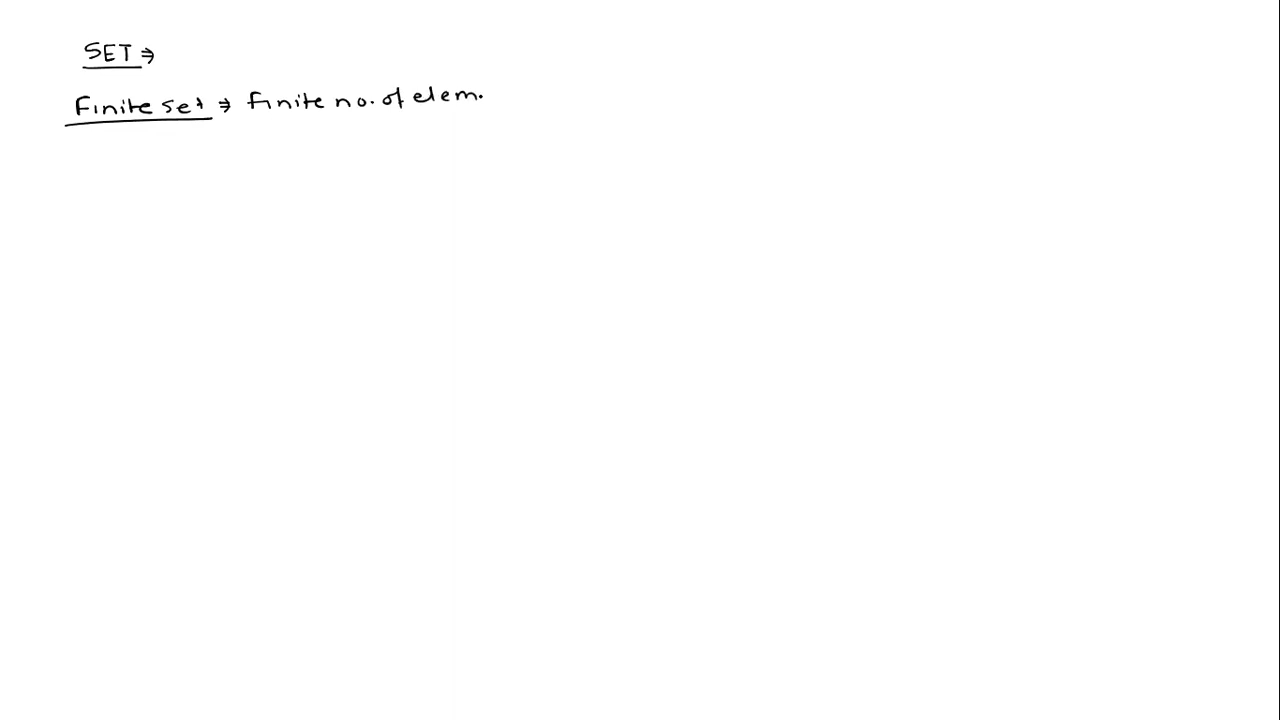 SET ⇒
Finite set ⇒ finite no. of elem.